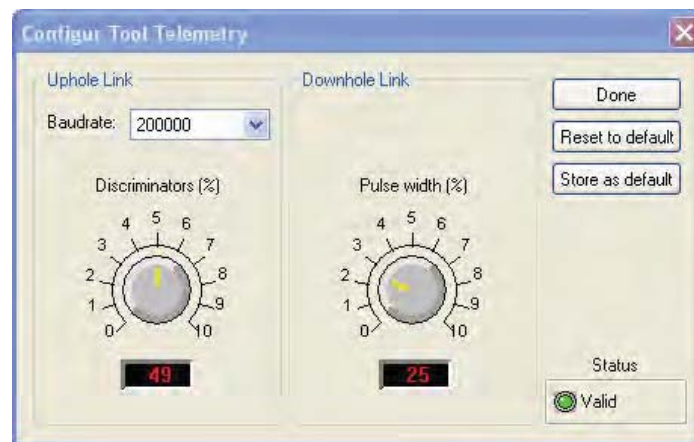 Configur Tool Telemetry
Uphole Link
Baudrate: 200000
Discriminators (%)
0 1 2 3 4 5 6 7 8 9 10
49
Downhole Link
Pulse width (%)
0 1 2 3 4 5 6 7 8 9 10
25
Done
Reset to default
Store as default
Status
Valid